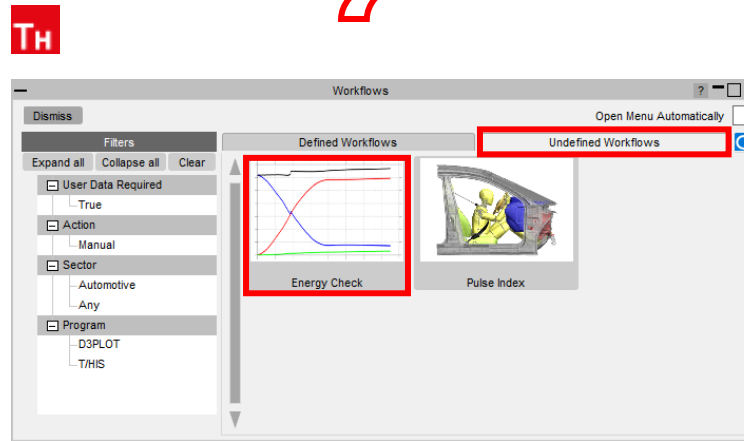 TH
Workflows
?
Dismiss
Open Menu Automatically
Filters
Defined Workflows
Undefined Workflows
Expand all
Collapse all
Clear
User Data Required
True
Action
Manual
Sector
Automotive
Any
Program
D3PLOT
T/HIS
Energy Check
Pulse Index